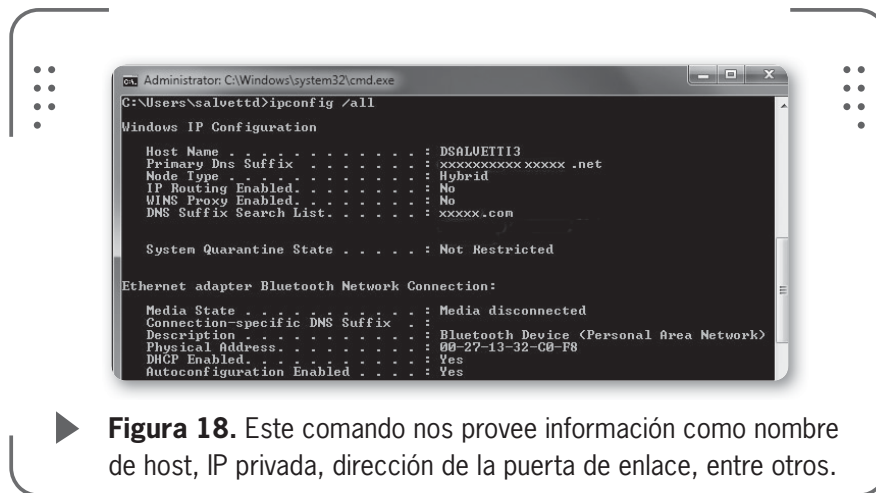 Administrator: C:\Windows\system32\cmd.exe
C:\Users\salvettd>ipconfig /all
Windows IP Configuration
Host Name . . . . . . . . . . . . : DSALVETTI3
Primary Dns Suffix . . . . . . . : xxxxxxxxxx xxxxx .net
Node Type . . . . . . . . . . . . : Hybrid
IP Routing Enabled. . . . . . . . : No
WINS Proxy Enabled. . . . . . . . : No
DNS Suffix Search List. . . . . . : xxxxx.com
System Quarantine State . . . . . : Not Restricted
Ethernet adapter Bluetooth Network Connection:
Media State . . . . . . . . . . . : Media disconnected
Connection-specific DNS Suffix . :
Description . . . . . . . . . . . : Bluetooth Device (Personal Area Network)
Physical Address. . . . . . . . . : 00-27-13-32-C0-F8
DHCP Enabled. . . . . . . . . . . : Yes
Autoconfiguration Enabled . . . . : Yes
Figura 18. Este comando nos provee información como nombre
de host, IP privada, dirección de la puerta de enlace, entre otros.